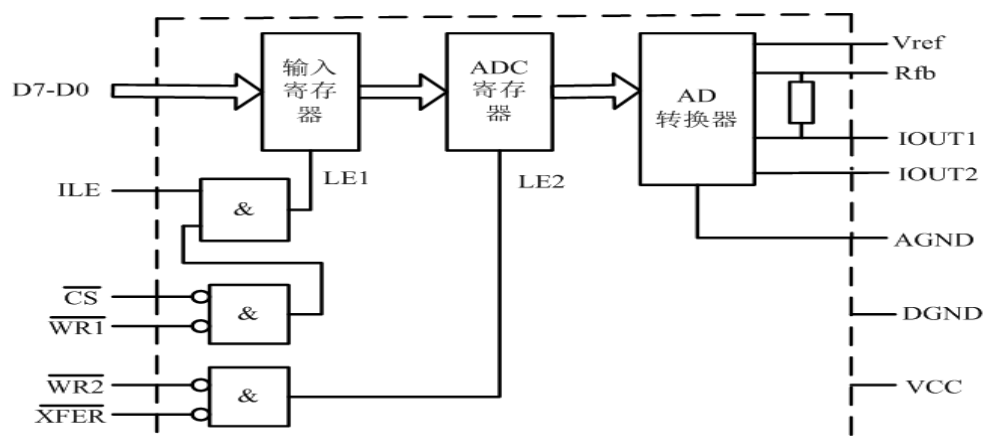 D7-D0
输入
寄存
器
ADC
寄存
器
AD
转换器
Vref
Rfb
IOUT1
IOUT2
AGND
DGND
VCC
LE1
LE2
ILE
&
CS
WR1
&
WR2
XFER
&